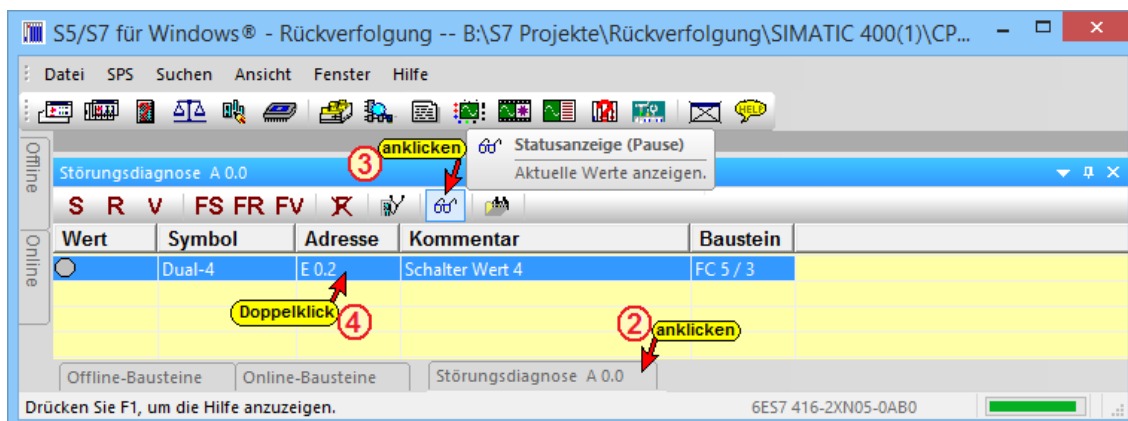 S5/S7 für Windows® - Rückverfolgung -- B:\S7 Projekte\Rückverfolgung\SIMATIC 400(1)\CP...
Datei SPS Suchen Ansicht Fenster Hilfe
HELP
Offline
Online
③ anklicken
Statusanzeige (Pause)
Aktuelle Werte anzeigen.
Störungsdiagnose A 0.0
S R V FS FR FV R
Wert Symbol Adresse Kommentar Baustein
Dual-4 E 0.2 Schalter Wert 4 FC 5 / 3
Doppelklick ④
② anklicken
Offline-Bausteine Online-Bausteine Störungsdiagnose A 0.0
Drücken Sie F1, um die Hilfe anzuzeigen. 6ES7 416-2XN05-0AB0